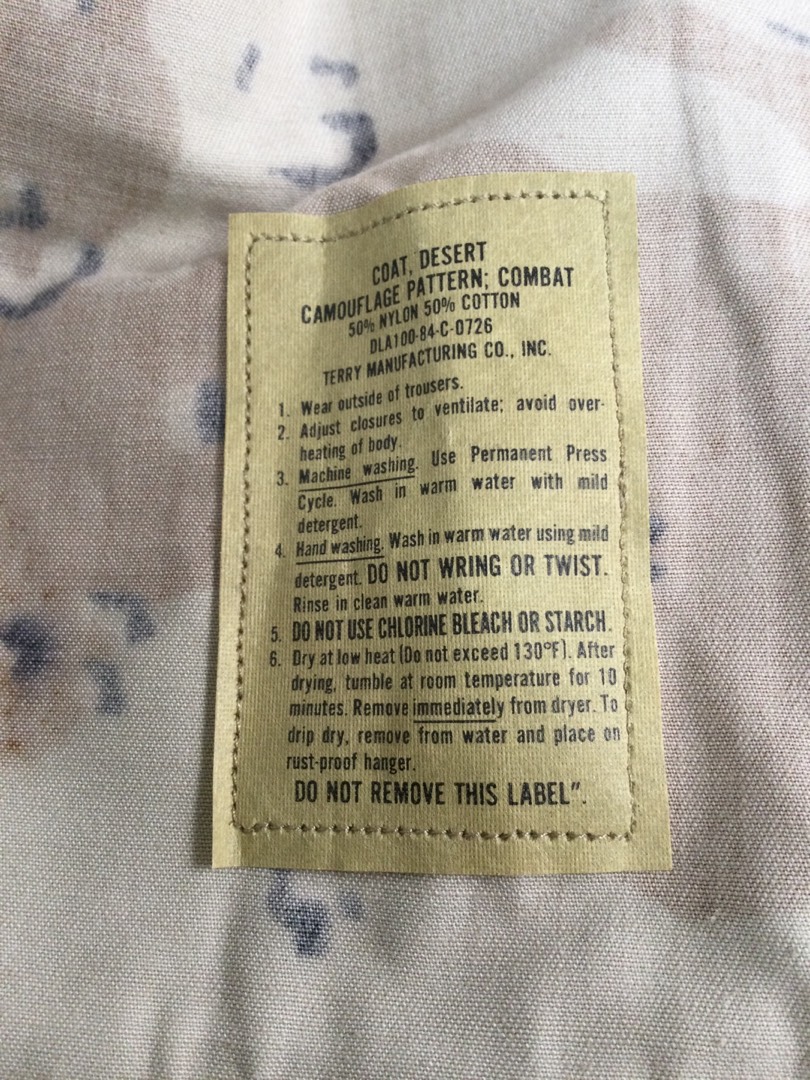 COAT, DESERT
CAMOUFLAGE PATTERN; COMBAT
50% NYLON 50% COTTON
DLA100-84-C-0726
TERRY MANUFACTURING CO., INC.
1. Wear outside of trousers.
2. Adjust closures to ventilate; avoid over-
heating of body.
3. Machine washing. Use Permanent Press
Cycle. Wash in warm water with mild
detergent.
4. Hand washing. Wash in warm water using mild
detergent. DO NOT WRING OR TWIST.
Rinse in clean warm water.
5. DO NOT USE CHLORINE BLEACH OR STARCH.
6. Dry at low heat (Do not exceed 130°F). After
drying, tumble at room temperature for 10
minutes. Remove immediately from dryer. To
drip dry, remove from water and place on
rust-proof hanger.
DO NOT REMOVE THIS LABEL".